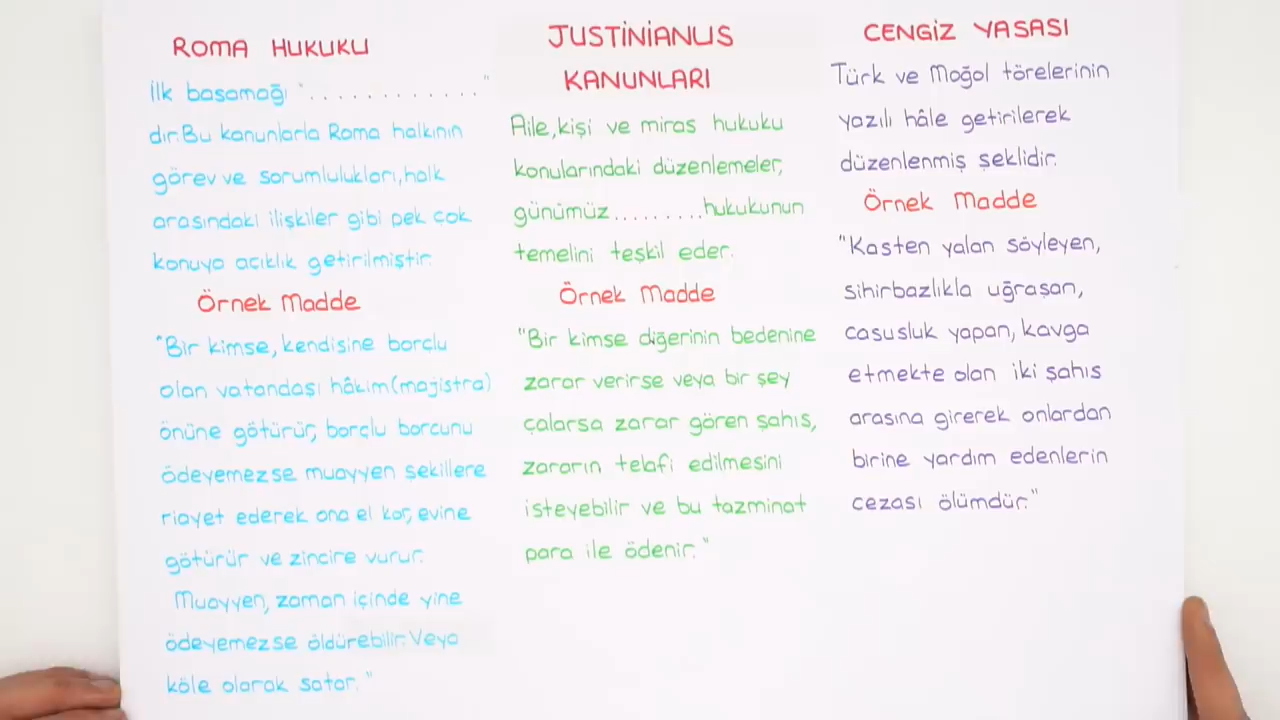 ROMA HUKUKU
İlk basamağı "............."
dır.Bu kanunlarla Roma halkının
görev ve sorumlulukları,halk
arasındaki ilişkiler gibi pek çok
konuya açıklık getirilmiştir.
Örnek Madde
"Bir kimse, kendisine borçlu
olan vatandaşı hâkim(majistra)
önüne götürür, borçlu borcunu
ödeyemezse muayyen şekillere
riayet ederek ona el kor, evine
götürür ve zincire vurur.
Muayyen, zaman içinde yine
ödeyemezse öldürebilir.Veya
köle olarak satar."
JUSTİNİANUS
KANUNLARI
Aile,kişi ve miras hukuku
konularındaki düzenlemeler,
günümüz.........hukukunun
temelini teşkil eder.
Örnek Madde
"Bir kimse diğerinin bedenine
zarar verirse veya bir şey
çalarsa zarar gören şahıs,
zararın telafi edilmesini
isteyebilir ve bu tazminat
para ile ödenir."
CENGİZ YASASI
Türk ve Moğol törelerinin
yazılı hâle getirilerek
düzenlenmiş şeklidir.
Örnek Madde
"Kasten yalan söyleyen,
sihirbazlıkla uğraşan,
casusluk yapan, kavga
etmekte olan iki şahıs
arasına girerek onlardan
birine yardım edenlerin
cezası ölümdür."